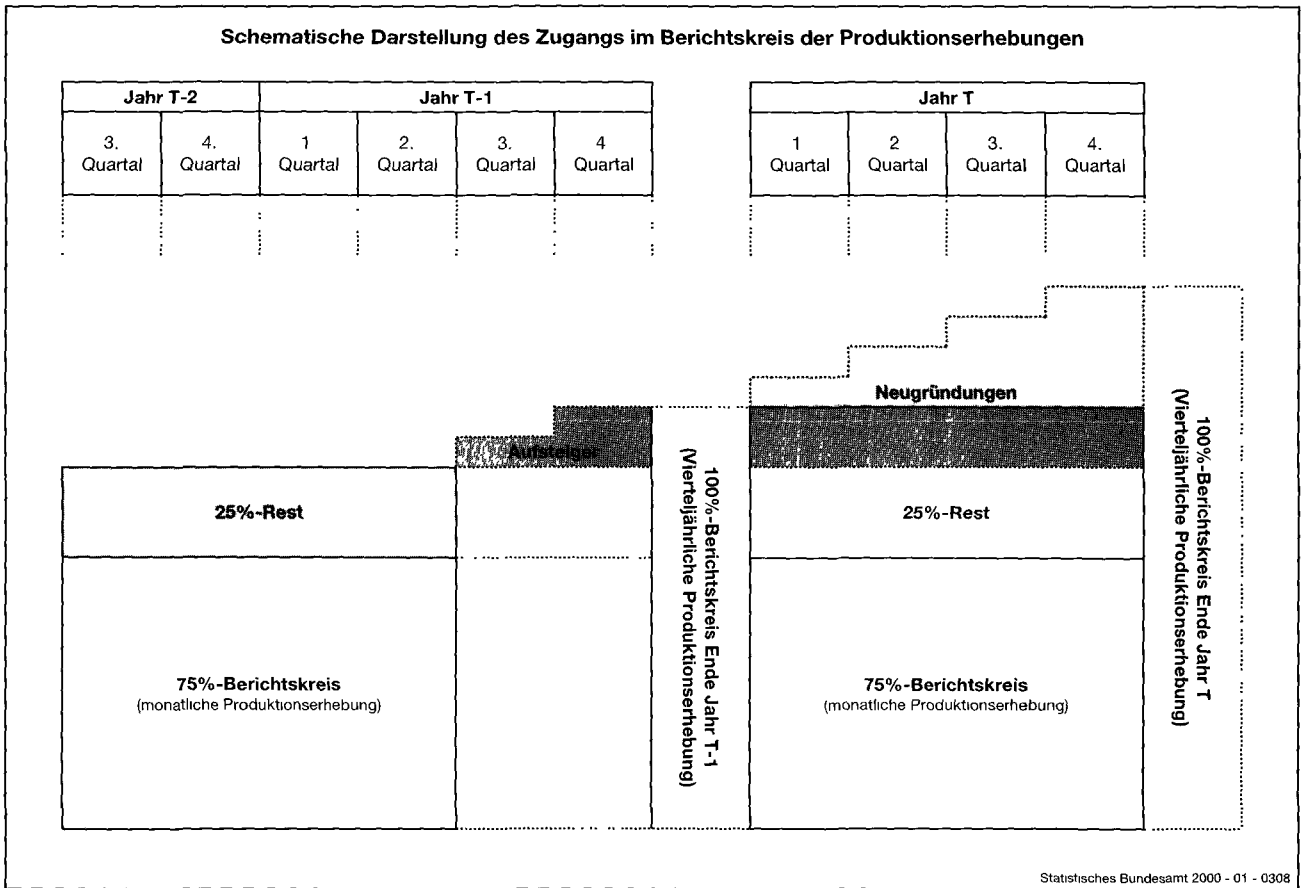 Schematische Darstellung des Zugangs im Berichtskreis der Produktionserhebungen
Jahr T-2
Jahr T-1
Jahr T
3.
Quartal
4.
Quartal
1
Quartal
2.
Quartal
3.
Quartal
4
Quartal
1
Quartal
2
Quartal
3.
Quartal
4.
Quartal
Neugründungen
Aufsteiger
25%-Rest
25%-Rest
75%-Berichtskreis
(monatliche Produktionserhebung)
100%-Berichtskreis Ende Jahr T-1
(Vierteljährliche Produktionserhebung)
75%-Berichtskreis
(monatliche Produktionserhebung)
100%-Berichtskreis Ende Jahr T
(Vierteljährliche Produktionserhebung)
Statistisches Bundesamt 2000 - 01 - 0308